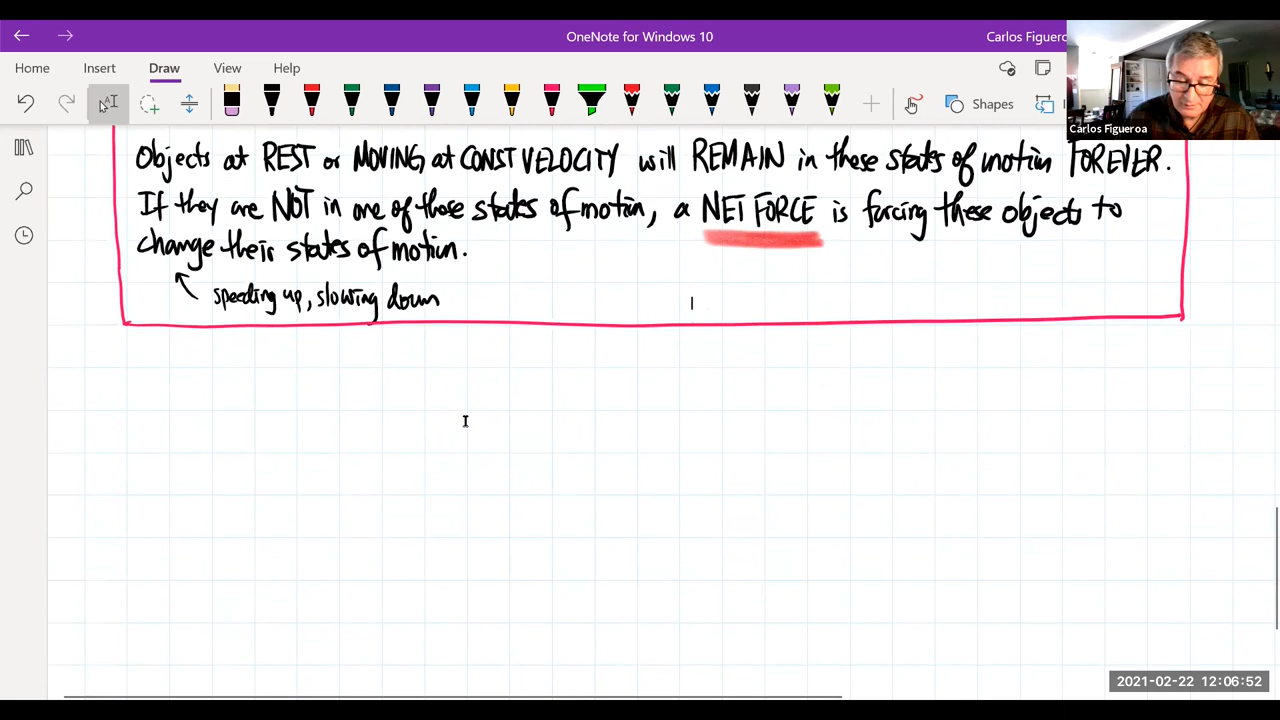 OneNote for Windows 10
Carlos Figueroa
Home Insert Draw View Help
Shapes
Carlos Figueroa
Objects at REST or MOVING at CONST VELOCITY will REMAIN in these states of motion FOREVER.
If they are NOT in one of those states of motion, a NET FORCE is forcing these objects to
change their states of motion.
speeding up, slowing down
2021-02-22 12:06:52